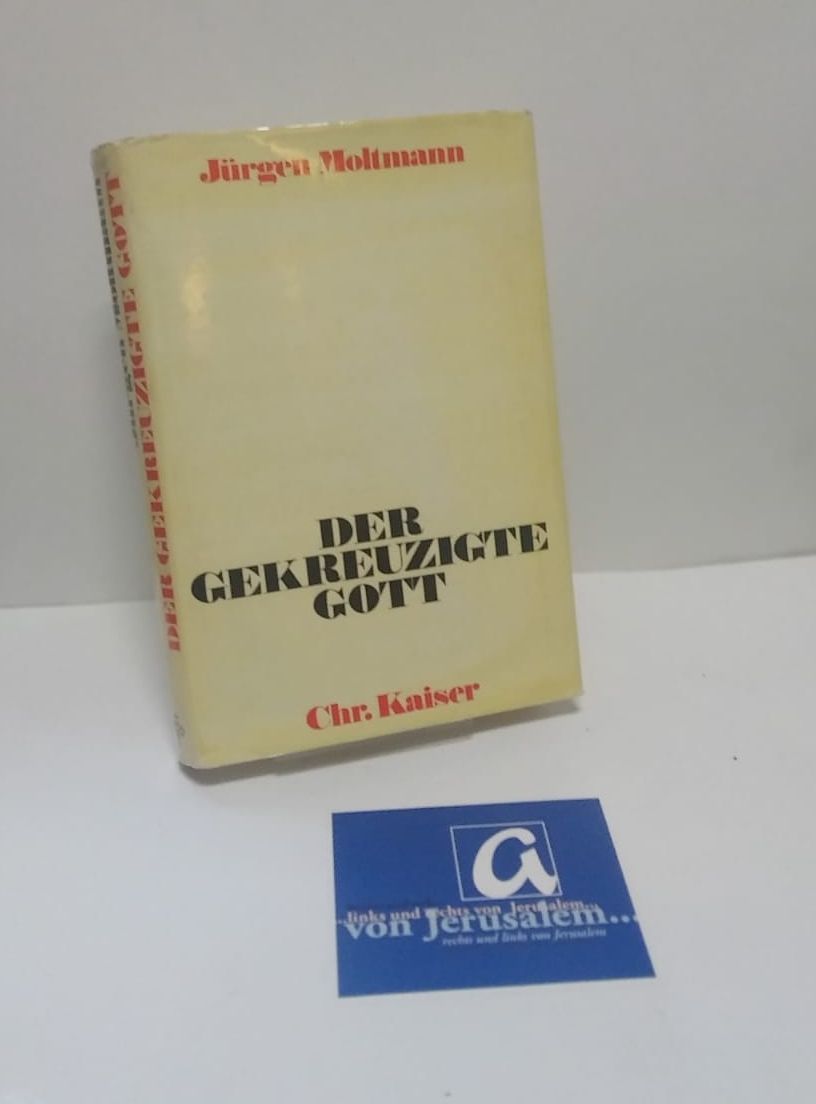 Jürgen Moltmann
DER
GEKREUZIGTE
GOTT
Chr. Kaiser
DER GEKREUZIGTE GOTT
a
...links und rechts von Jerusalem...
von Jerusalem...
rechts und links von Jerusalem